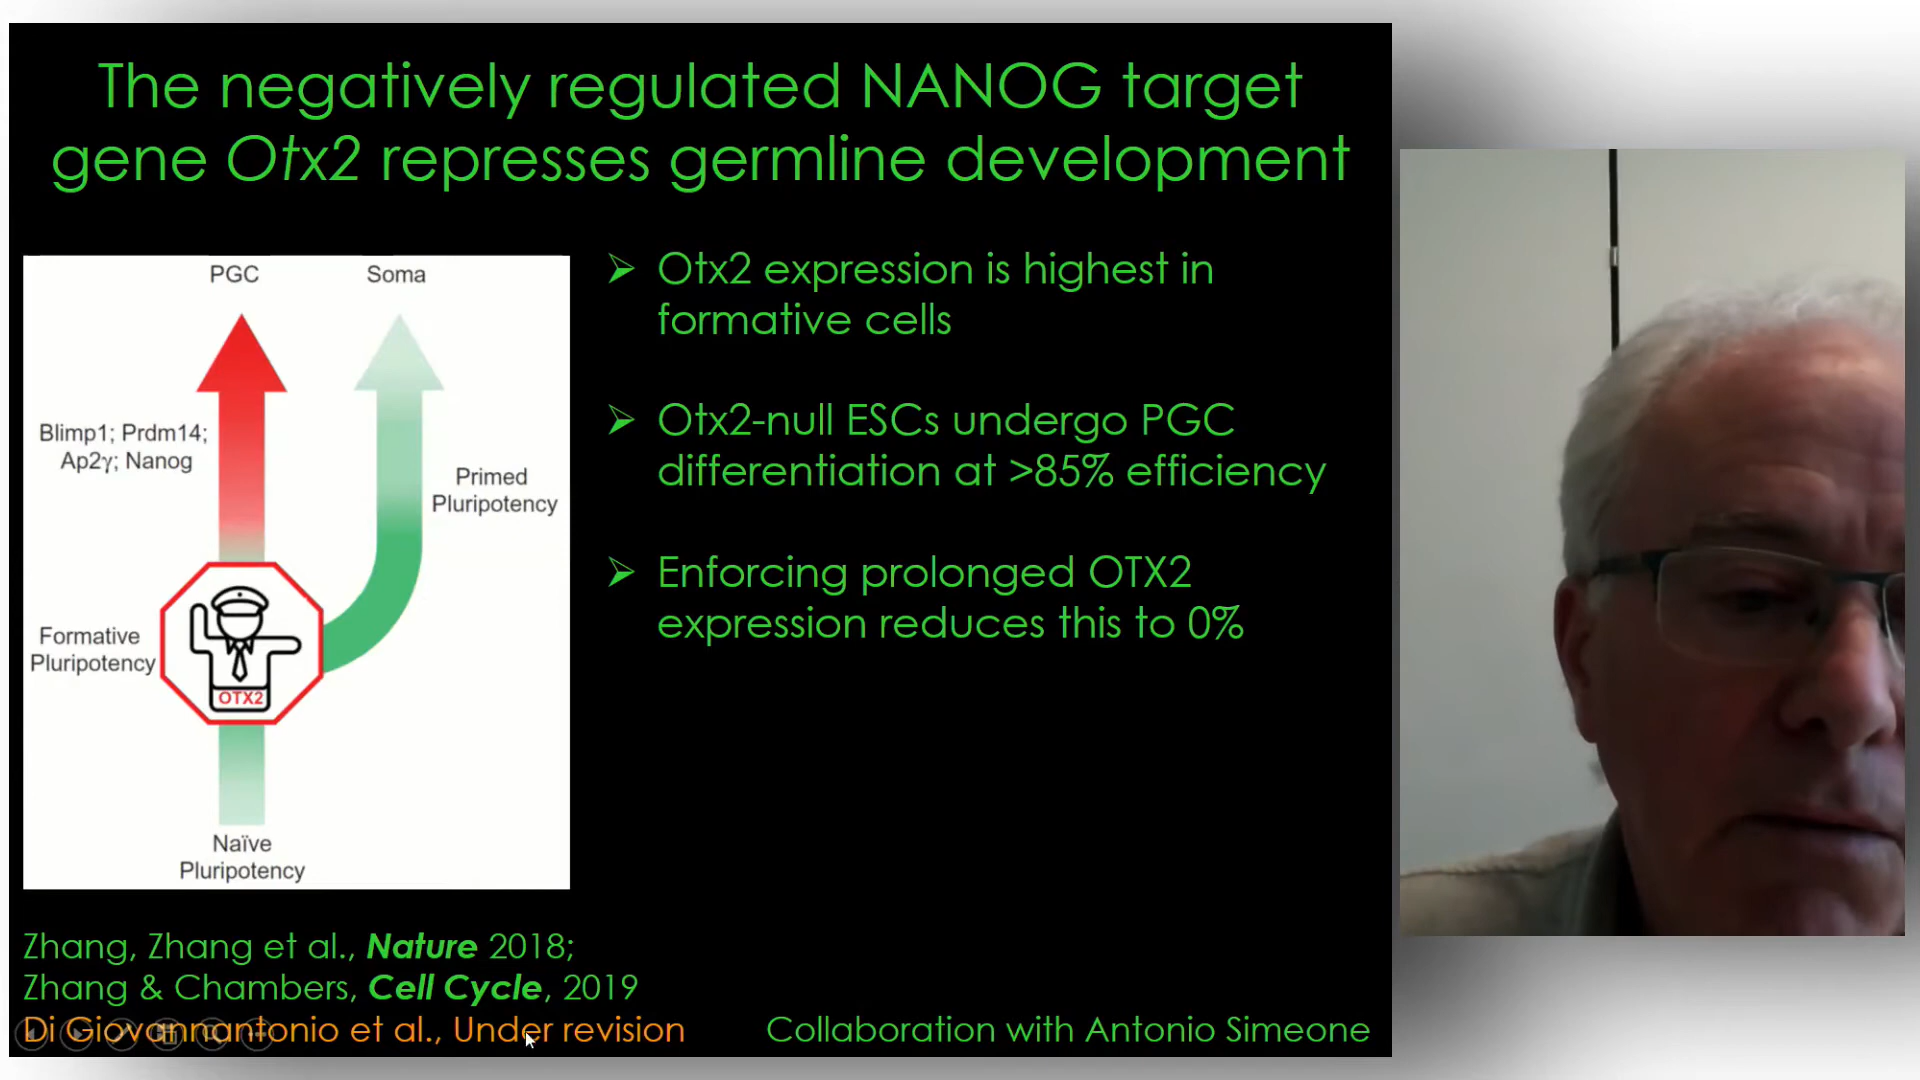 The negatively regulated NANOG target
gene Otx2 represses germline development
PGC
Soma
Blimp1; Prdm14;
Ap2γ; Nanog
Primed
Pluripotency
Formative
Pluripotency
OTX2
Naïve
Pluripotency
➢ Otx2 expression is highest in
formative cells
➢ Otx2-null ESCs undergo PGC
differentiation at >85% efficiency
➢ Enforcing prolonged OTX2
expression reduces this to 0%
Zhang, Zhang et al., Nature 2018;
Zhang & Chambers, Cell Cycle, 2019
Di Giovannantonio et al., Under revision
Collaboration with Antonio Simeone